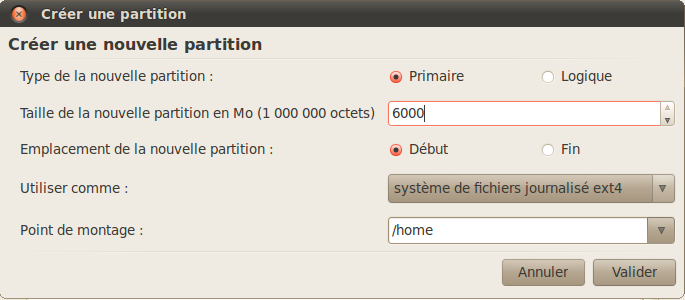 Créer une partition
Créer une nouvelle partition
Type de la nouvelle partition : Primaire Logique
Taille de la nouvelle partition en Mo (1 000 000 octets) 6000
Emplacement de la nouvelle partition : Début Fin
Utiliser comme : système de fichiers journalisé ext4
Point de montage : /home
Annuler Valider